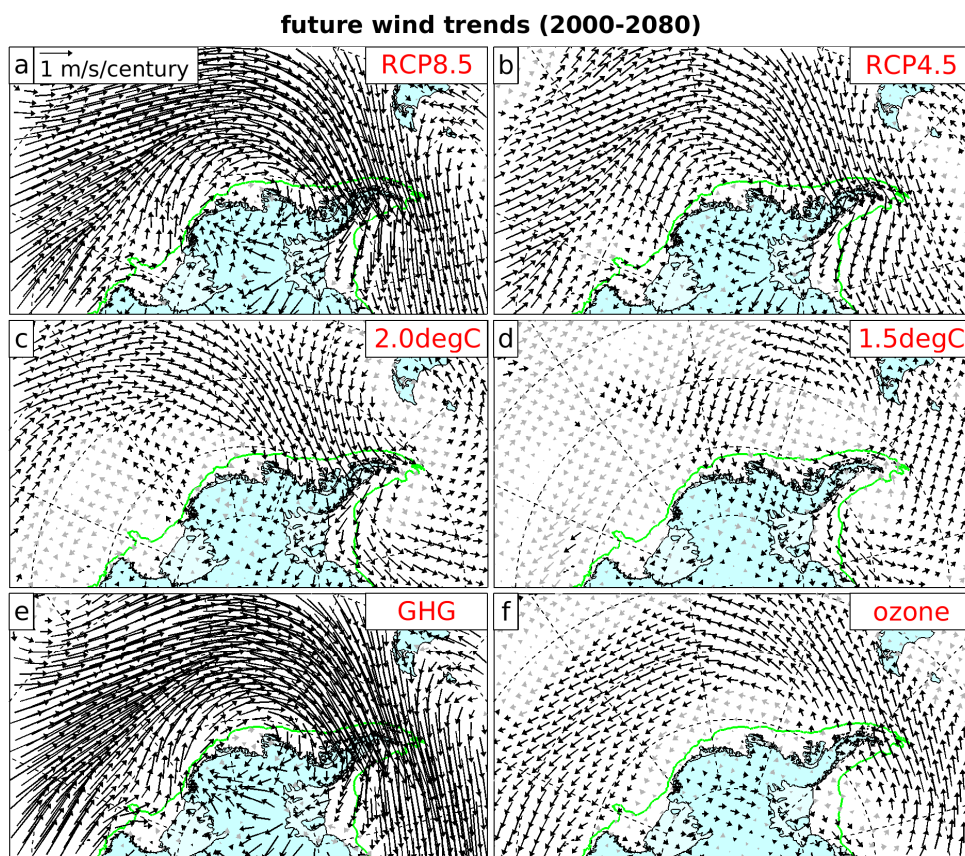 future wind trends (2000-2080)
a 1 m/s/century RCP8.5
b RCP4.5
c 2.0degC
d 1.5degC
e GHG
f ozone